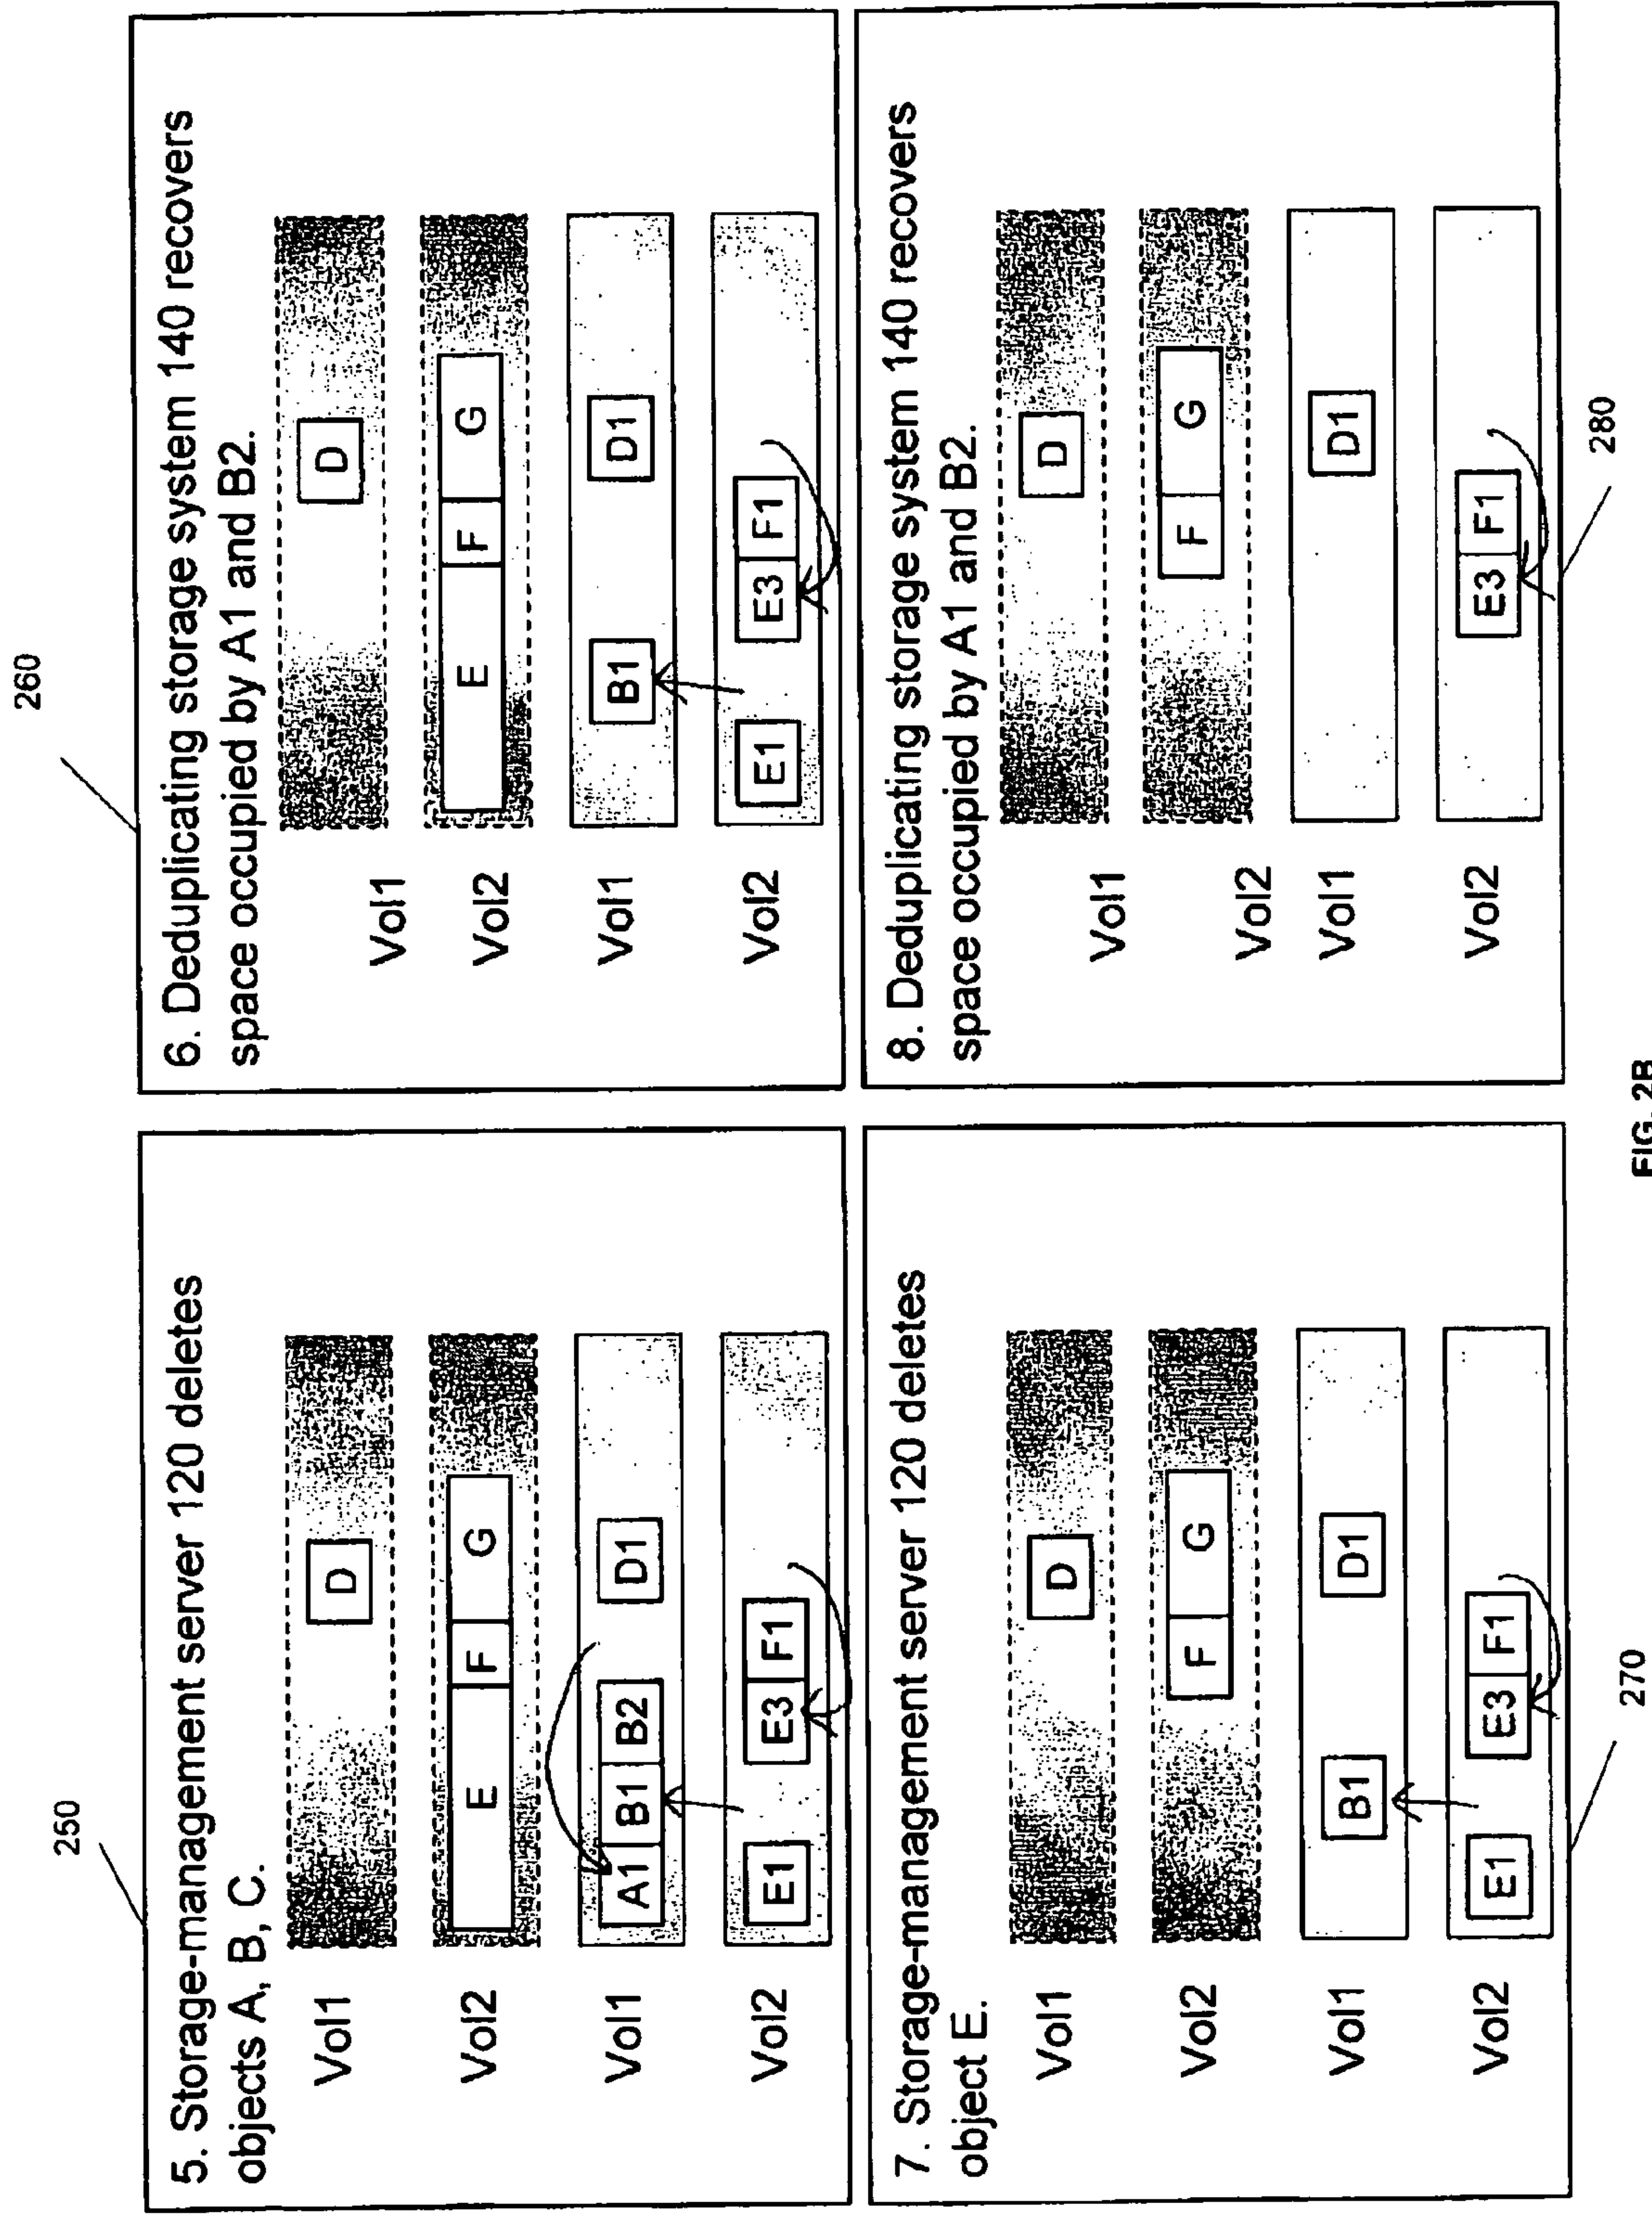 250
5. Storage-management server 120 deletes
objects A, B, C.
Vol1
D
Vol2
E F G
Vol1
A1 B1 B2 D1
Vol2
E1 E3 F1
260
6. Deduplicating storage system 140 recovers
space occupied by A1 and B2.
Vol1
D
Vol2
E F G
Vol1
B1 D1
Vol2
E1 E3 F1
7. Storage-management server 120 deletes
object E.
Vol1
D
Vol2
F G
Vol1
B1 D1
Vol2
E1 E3 F1
270
8. Deduplicating storage system 140 recovers
space occupied by A1 and B2.
Vol1
D
Vol2
F G
Vol1
D1
Vol2
E3 F1
280
FIG. 2B